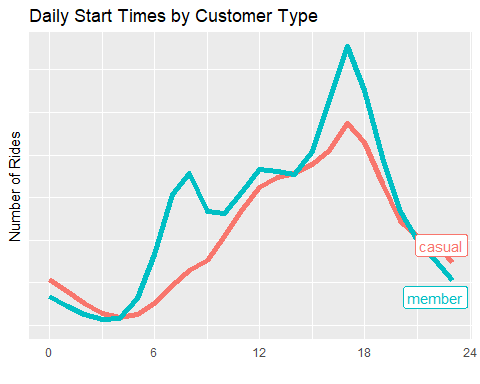 Daily Start Times by Customer Type
Number of Rides
casual
member
0 6 12 18 24